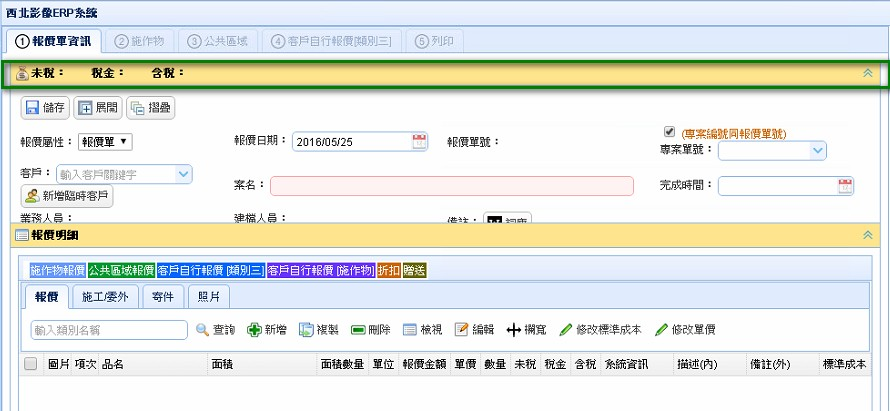 西北影像ERP系統
①報價單資訊 ②施作物 ③公共區域 ④客戶自行報價[類別三] ⑤列印
未稅： 稅金： 含稅：
儲存 展開 摺疊
(專案編號同報價單號)
報價屬性： 報價單 報價日期： 2016/05/25 報價單號： 專案單號：
客戶： 輸入客戶關鍵字 案名： 完成時間：
新增臨時客戶
業務人員： 建檔人員： 備註： 詞庫
報價明細
施作物報價 公共區域報價 客戶自行報價 [類別三] 客戶自行報價 [施作物] 折扣 贈送
報價 施工/委外 寄件 照片
輸入類別名稱 查詢 新增 複製 刪除 檢視 編輯 欄寬 修改標準成本 修改單價
圖片 項次 品名 面積 面積數量 單位 報價金額 單價 數量 未稅 稅金 含稅 系統資訊 描述(內) 備註(外) 標準成本